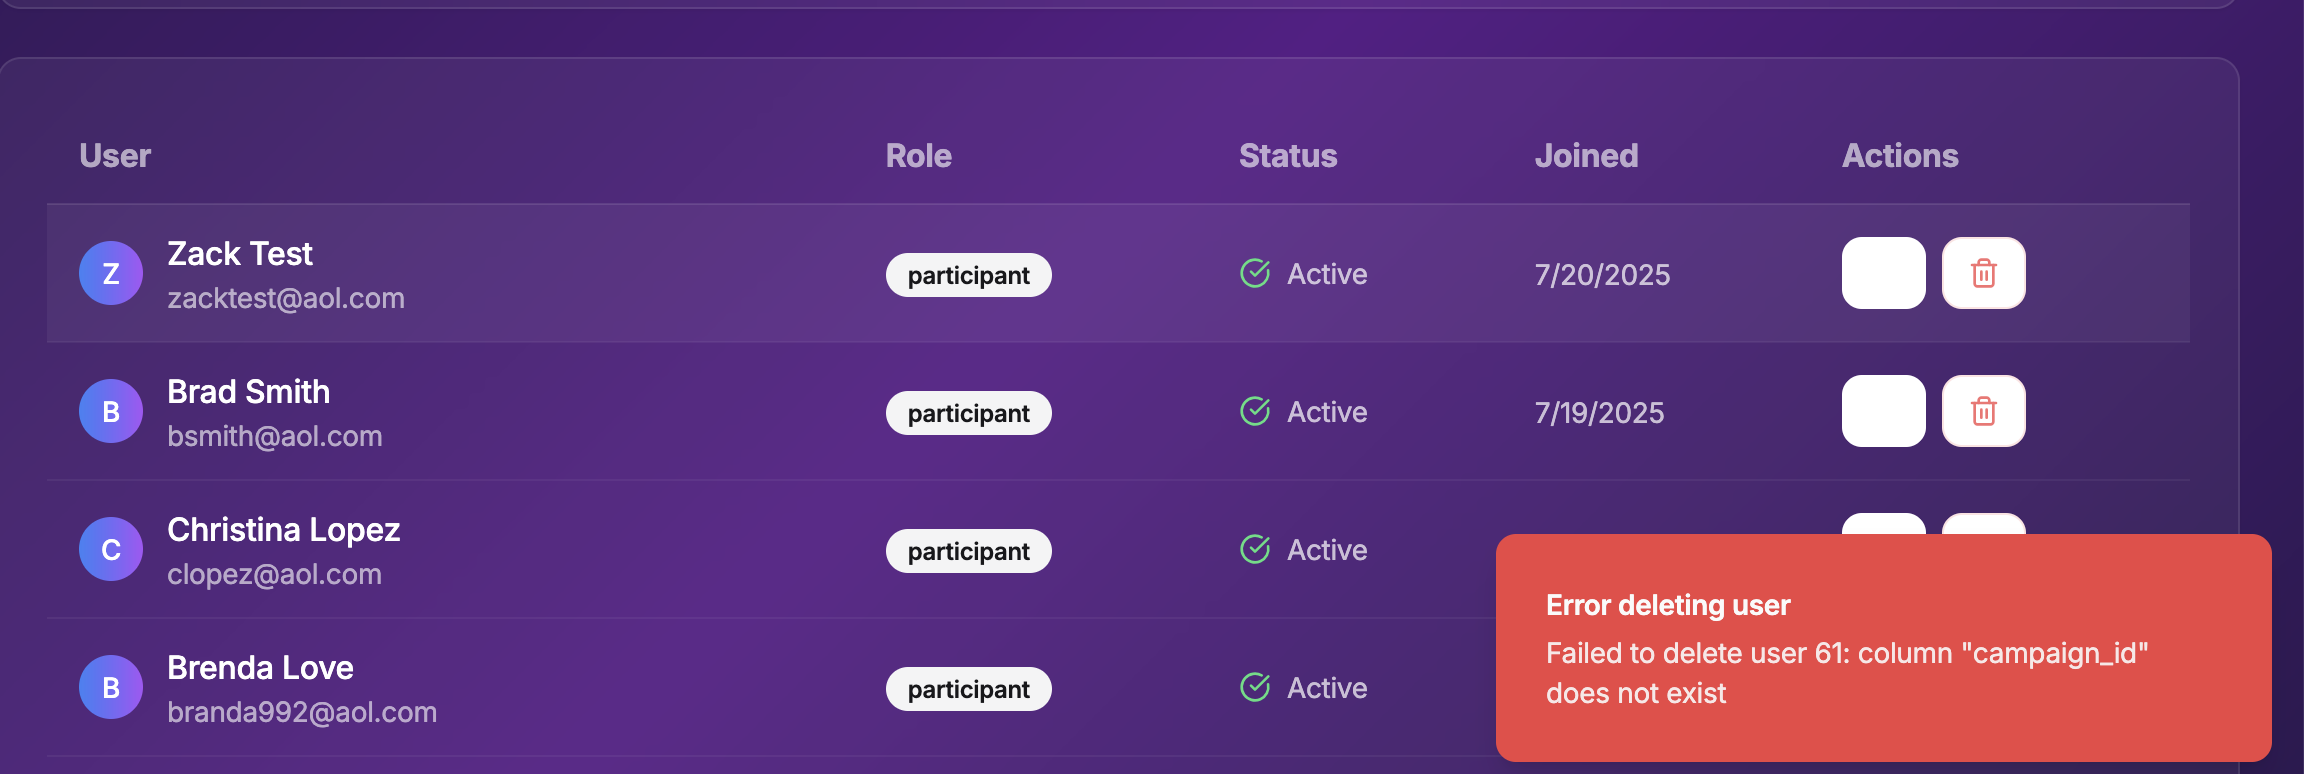 User Role Status Joined Actions
Z Zack Test
zacktest@aol.com
participant Active 7/20/2025
B Brad Smith
bsmith@aol.com
participant Active 7/19/2025
C Christina Lopez
clopez@aol.com
participant Active
B Brenda Love
branda992@aol.com
participant Active
Error deleting user
Failed to delete user 61: column "campaign_id"
does not exist